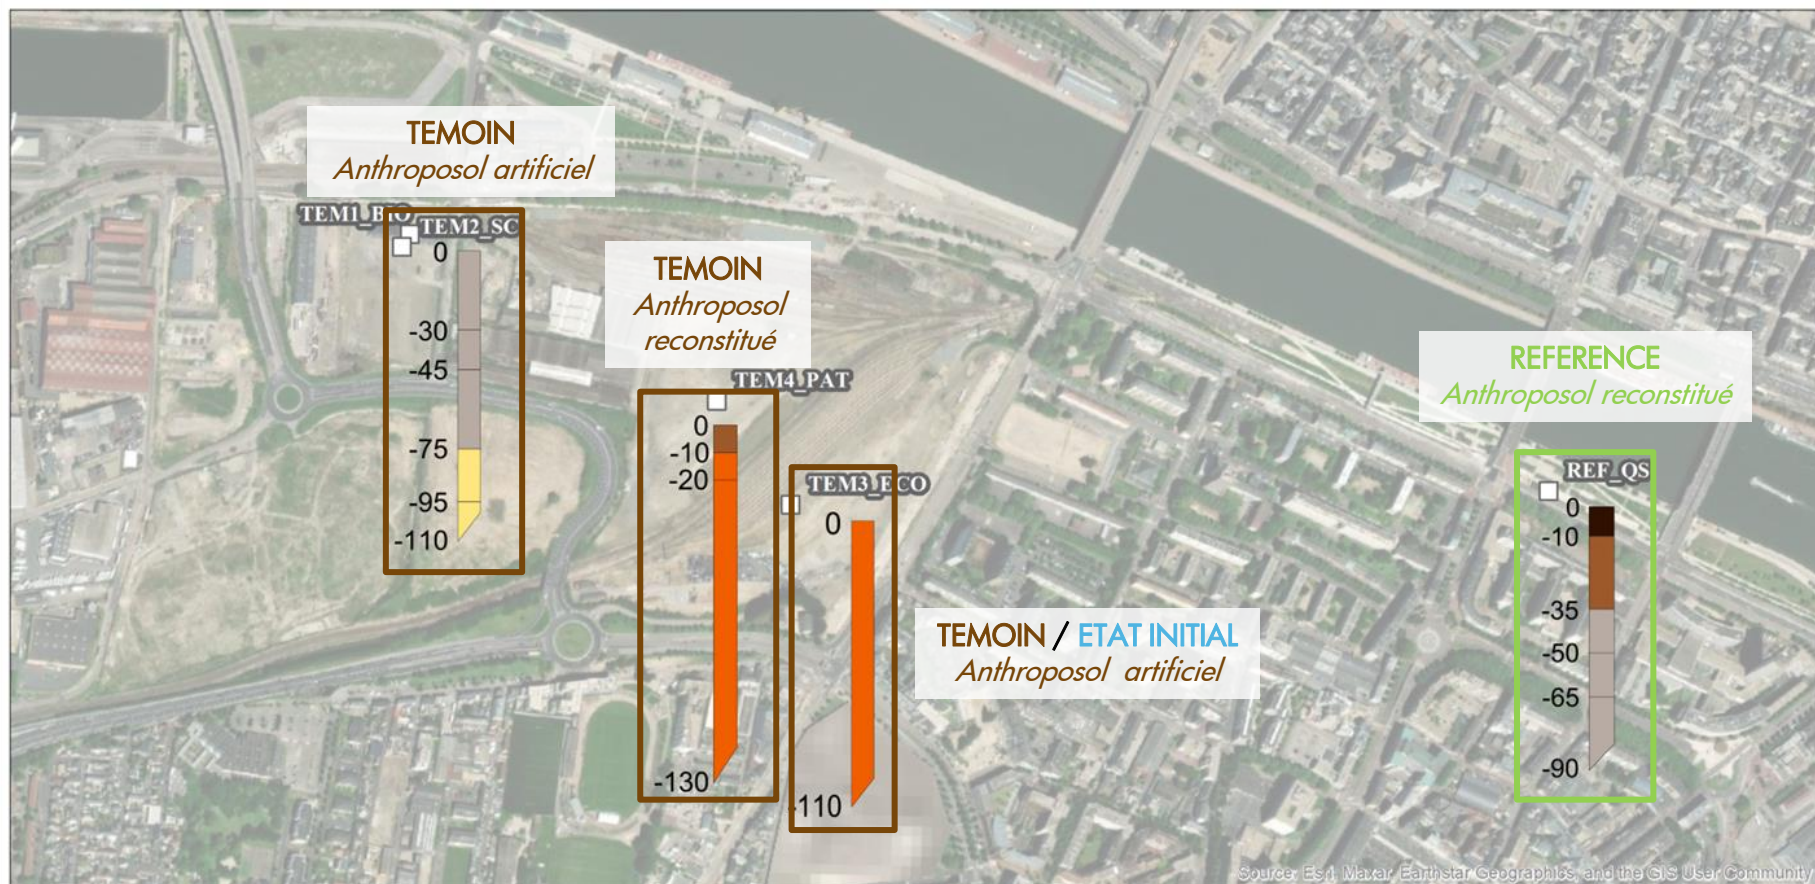 TEMOIN
Anthroposol artificiel
TEM1_BIO
TEM2_SC
0
-30
-45
-75
-95
-110
TEMOIN
Anthroposol
reconstitué
TEM4_PAT
0
-10
-20
-130
TEM3_ECO
0
-110
TEMOIN / ETAT INITIAL
Anthroposol artificiel
REFERENCE
Anthroposol reconstitué
REF_QS
0
-10
-35
-50
-65
-90
Source: Esri, Maxar, Earthstar Geographics, and the GIS User Community